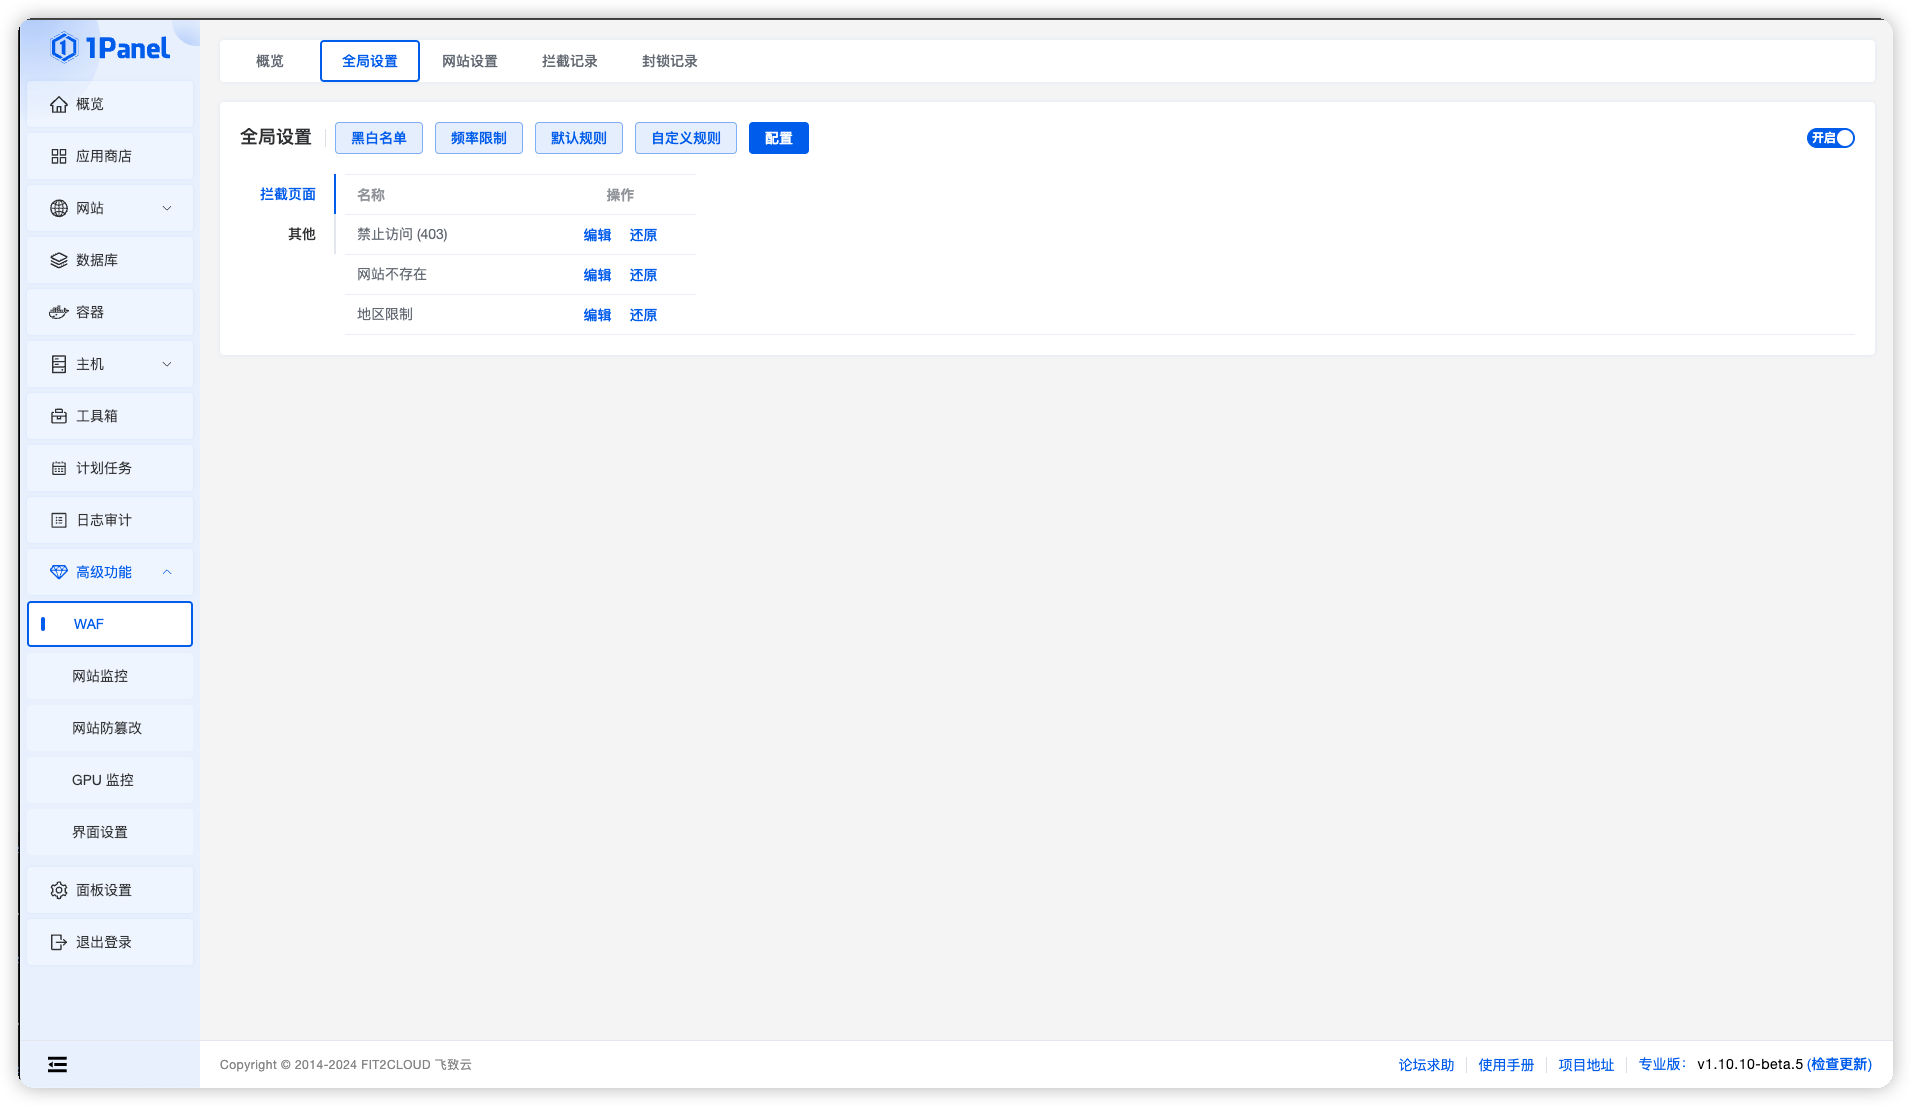 1Panel
概览
应用商店
网站
数据库
容器
主机
工具箱
计划任务
日志审计
高级功能
WAF
网站监控
网站防篡改
GPU 监控
界面设置
面板设置
退出登录
概览 全局设置 网站设置 拦截记录 封锁记录
全局设置 黑白名单 频率限制 默认规则 自定义规则 配置 开启
拦截页面
其他
名称 操作
禁止访问 (403) 编辑 还原
网站不存在 编辑 还原
地区限制 编辑 还原
Copyright © 2014-2024 FIT2CLOUD 飞致云 论坛求助 使用手册 项目地址 专业版： v1.10.10-beta.5 (检查更新)